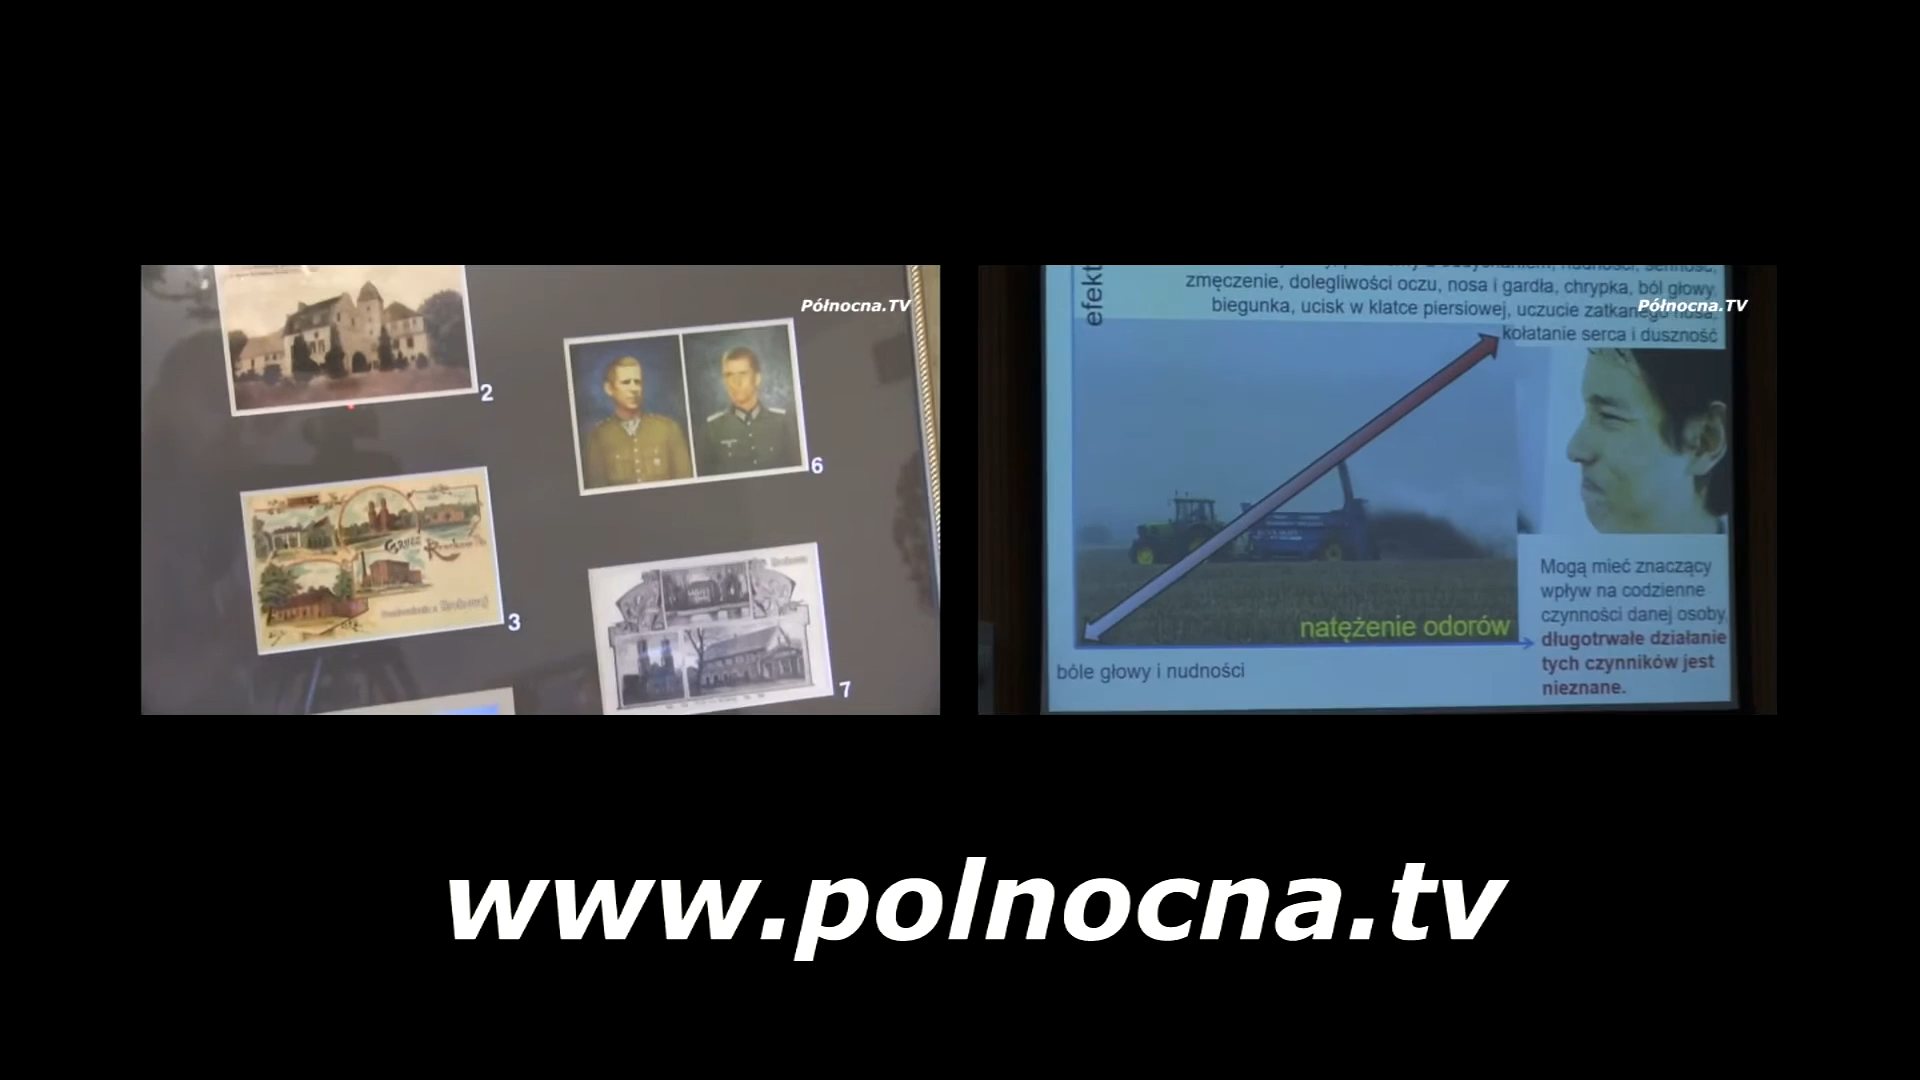 Północna.TV
2
6
Gruss
3
7
efekt
zmęczenie, dolegliwości oczu, nosa i gardła, chrypka, ból głowy,
biegunka, ucisk w klatce piersiowej, uczucie zatkanego nosa,
Północna.TV
kołatanie serca i duszność
natężenie odorów
bóle głowy i nudności
Mogą mieć znaczący
wpływ na codzienne
czynności danej osoby,
długotrwałe działanie
tych czynników jest
nieznane.
www.polnocna.tv